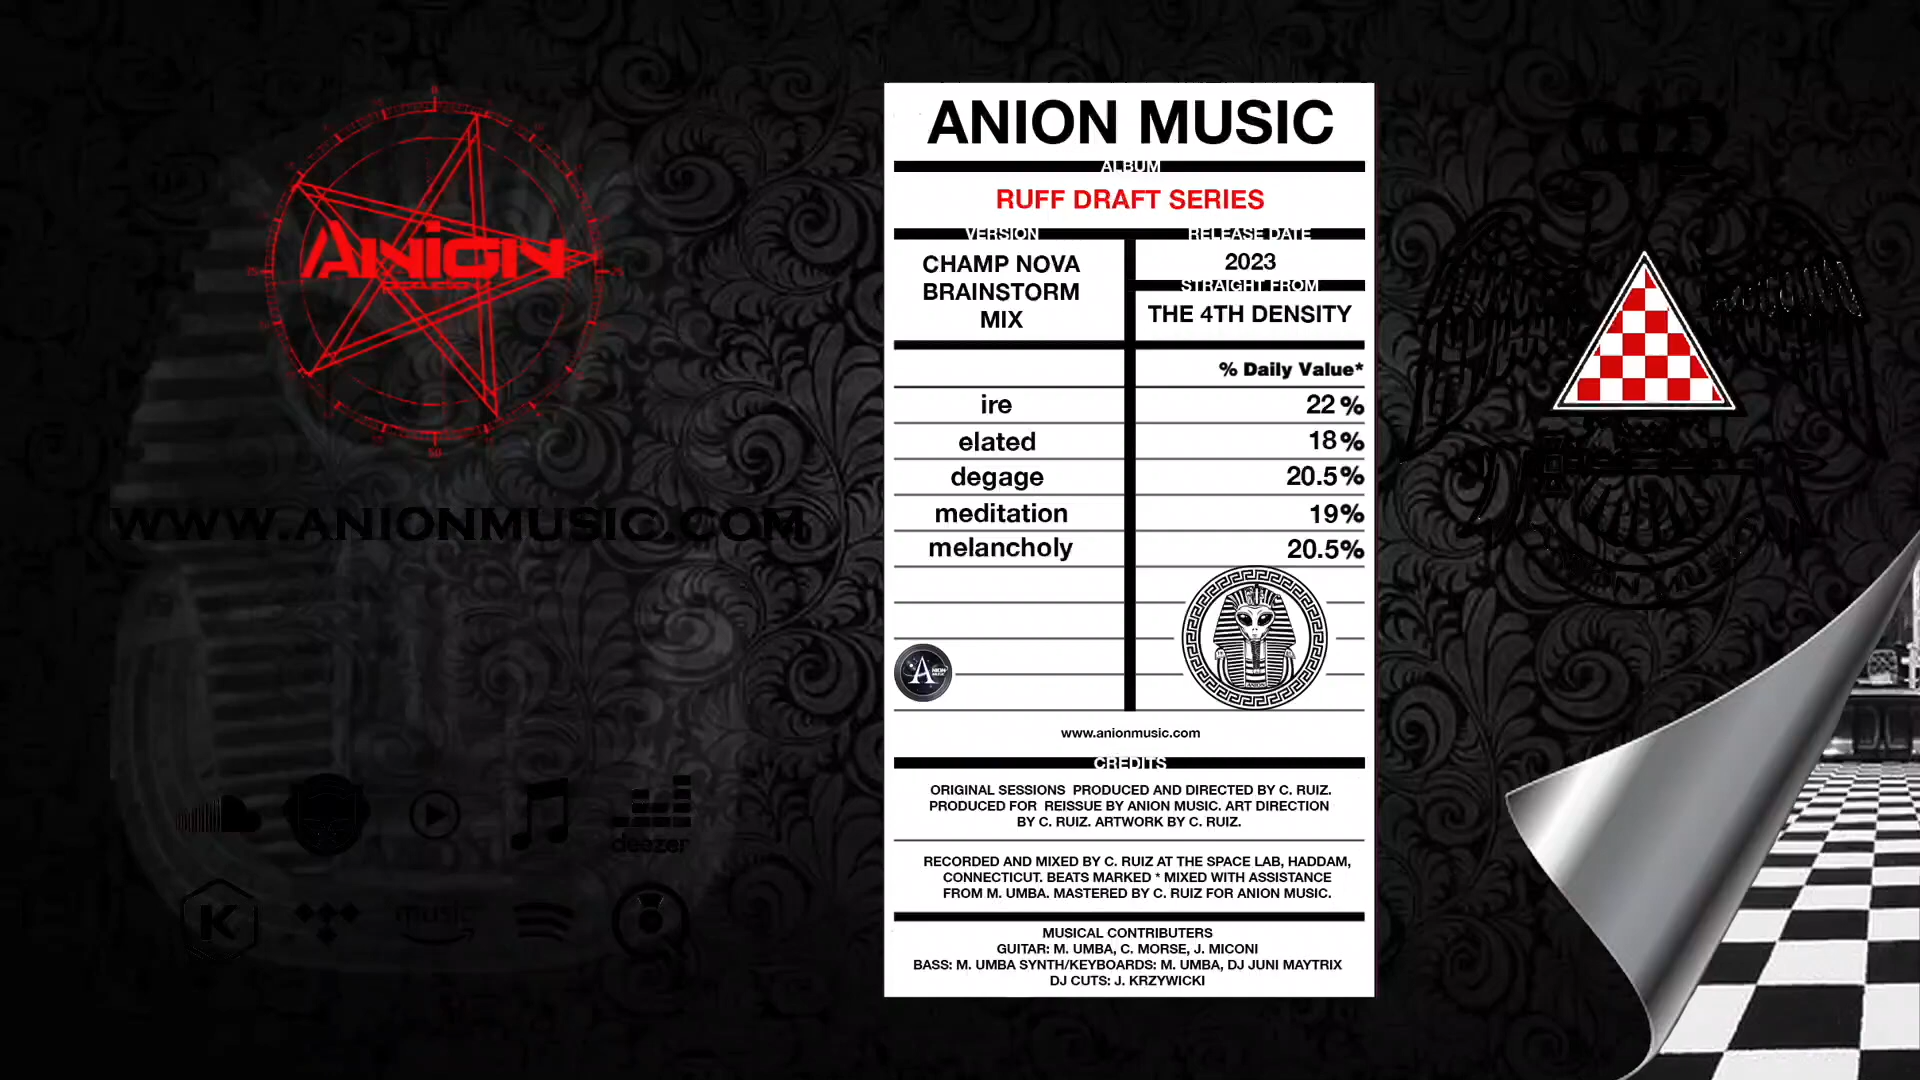 ANION
PRODUCTIONS
WWW.ANIONMUSIC.COM
deezer
K
music
ANION MUSIC
ALBUM
RUFF DRAFT SERIES
VERSION
CHAMP NOVA
BRAINSTORM
MIX
RELEASE DATE
2023
STRAIGHT FROM
THE 4TH DENSITY
% Daily Value*
ire 22 %
elated 18%
degage 20.5%
meditation 19%
melancholy 20.5%
www.anionmusic.com
CREDITS
ORIGINAL SESSIONS PRODUCED AND DIRECTED BY C. RUIZ.
PRODUCED FOR REISSUE BY ANION MUSIC. ART DIRECTION
BY C. RUIZ. ARTWORK BY C. RUIZ.
RECORDED AND MIXED BY C. RUIZ AT THE SPACE LAB, HADDAM,
CONNECTICUT. BEATS MARKED * MIXED WITH ASSISTANCE
FROM M. UMBA. MASTERED BY C. RUIZ FOR ANION MUSIC.
MUSICAL CONTRIBUTERS
GUITAR: M. UMBA, C. MORSE, J. MICONI
BASS: M. UMBA SYNTH/KEYBOARDS: M. UMBA, DJ JUNI MAYTRIX
DJ CUTS: J. KRZYWICKI